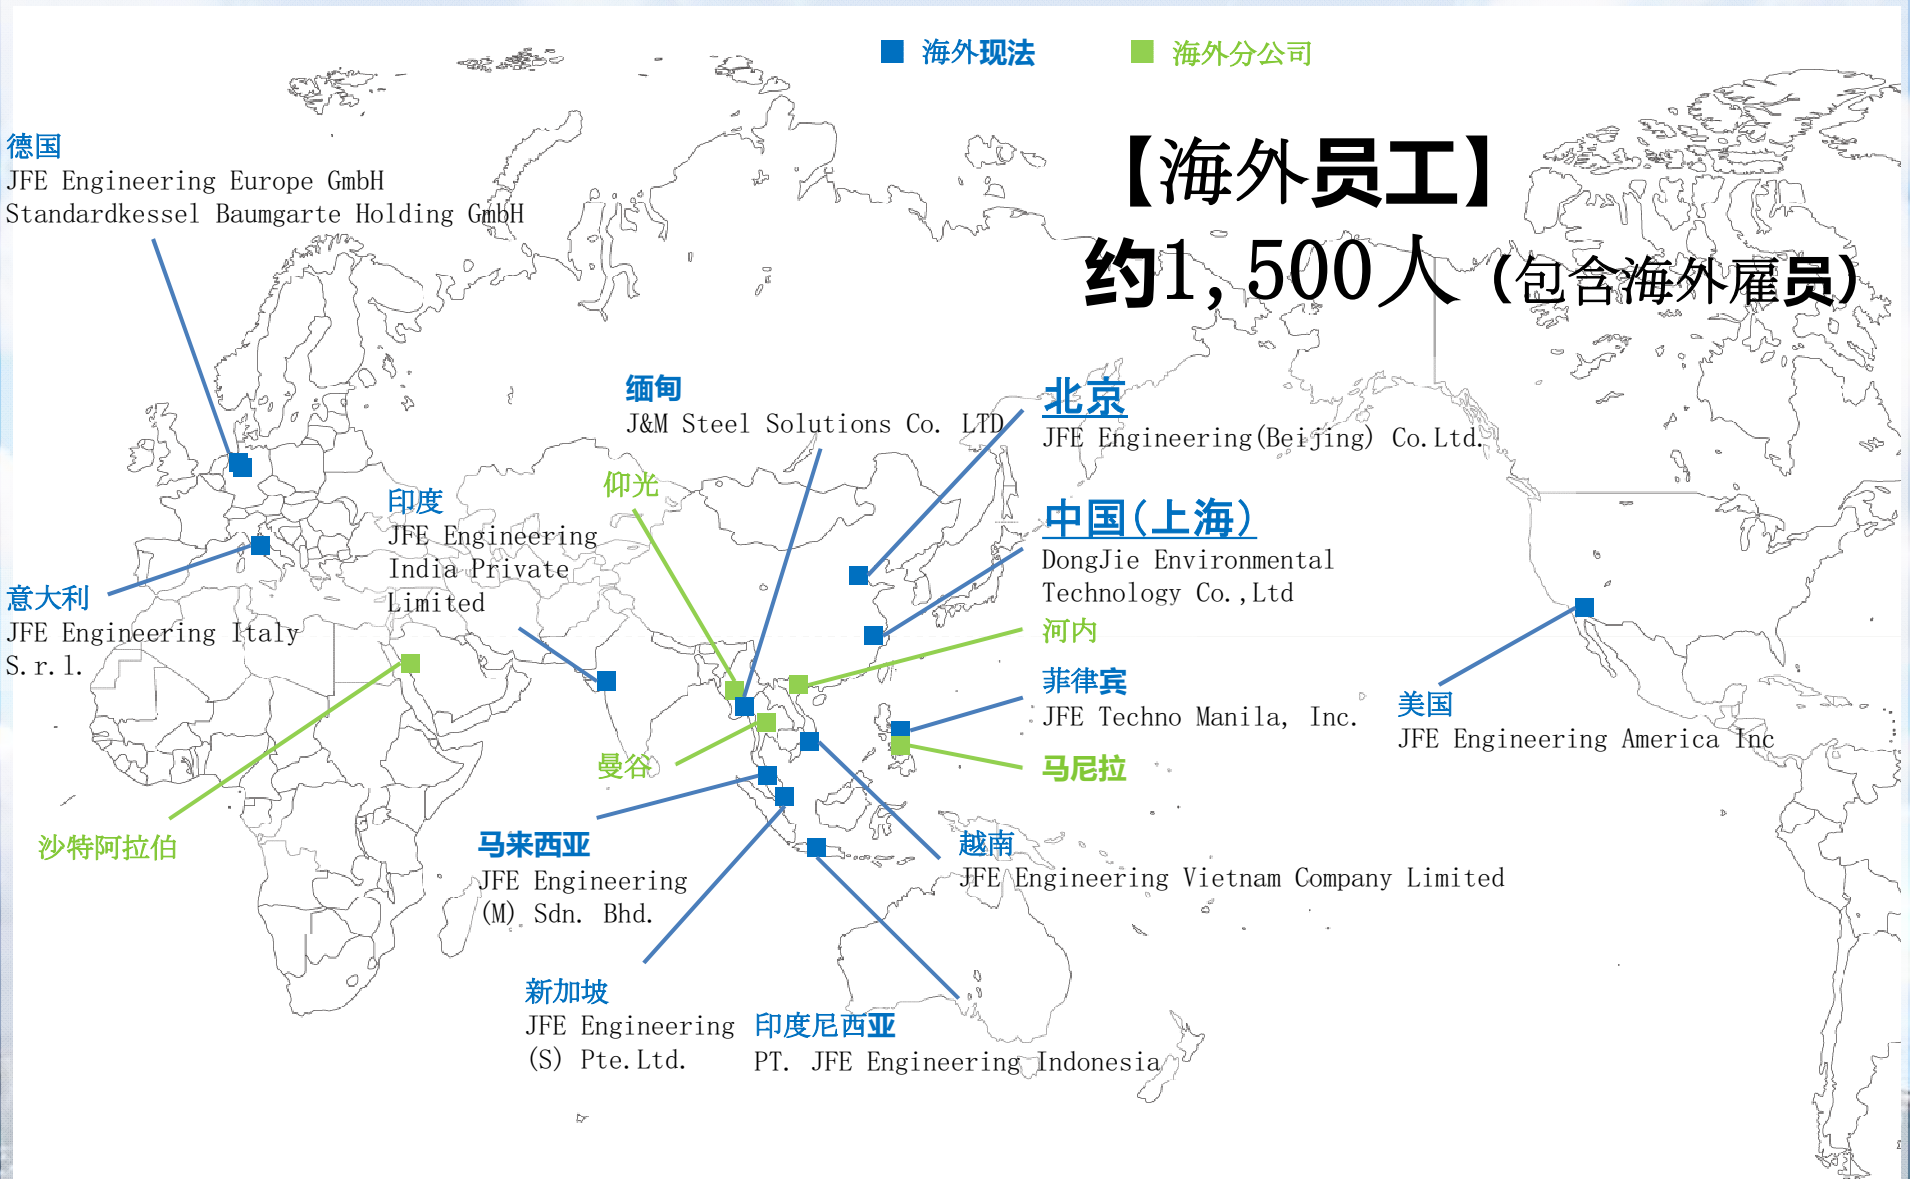 海外现法
海外分公司
【海外员工】
约1,500人（包含海外雇员）
德国
JFE Engineering Europe GmbH
Standardkessel Baumgarte Holding GmbH
缅甸
J&M Steel Solutions Co. LTD
北京
JFE Engineering(Beijing) Co.Ltd.
仰光
印度
JFE Engineering
India Private
Limited
中国(上海)
DongJie Environmental
Technology Co.,Ltd
意大利
JFE Engineering Italy
S.r.l.
河内
菲律宾
JFE Techno Manila, Inc.
美国
JFE Engineering America Inc
曼谷
马尼拉
沙特阿拉伯
马来西亚
JFE Engineering
(M) Sdn. Bhd.
越南
JFE Engineering Vietnam Company Limited
新加坡
JFE Engineering
(S) Pte.Ltd.
印度尼西亚
PT. JFE Engineering Indonesia